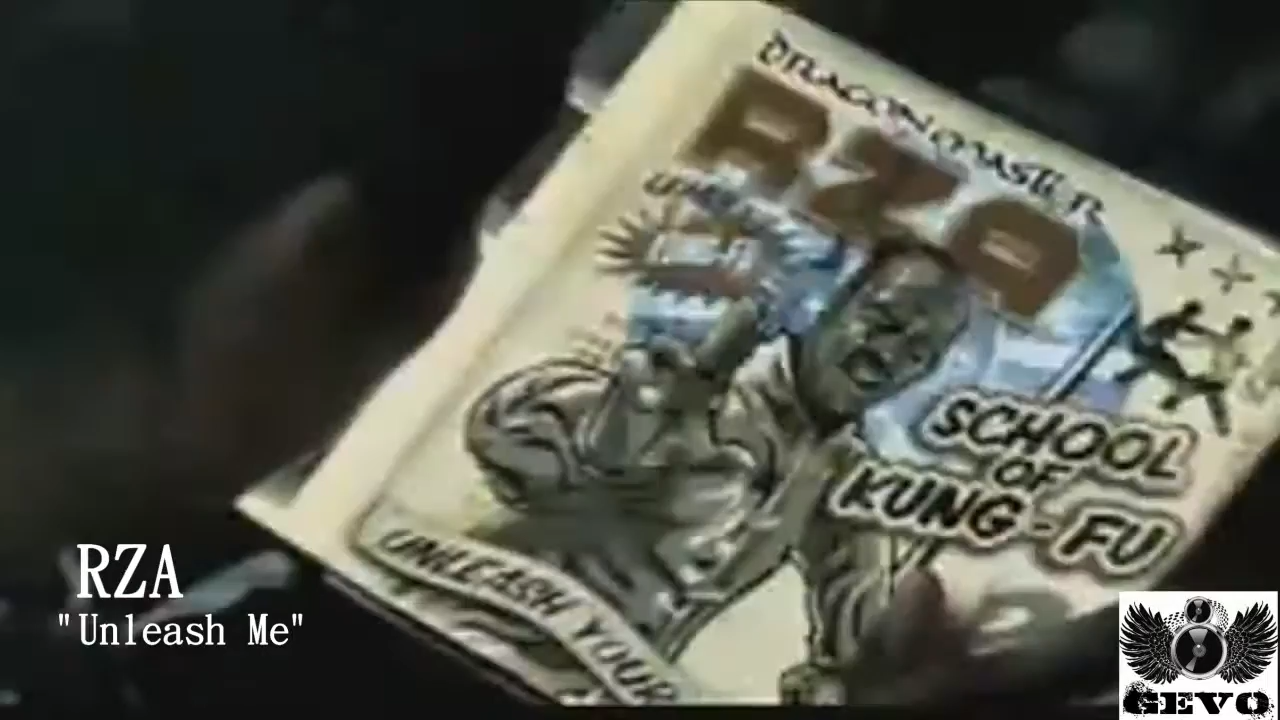 DRAGON MASTER
RZA
SCHOOL
OF
KUNG-FU
UNLEASH YOUR
RZA
"Unleash Me"
GEVO